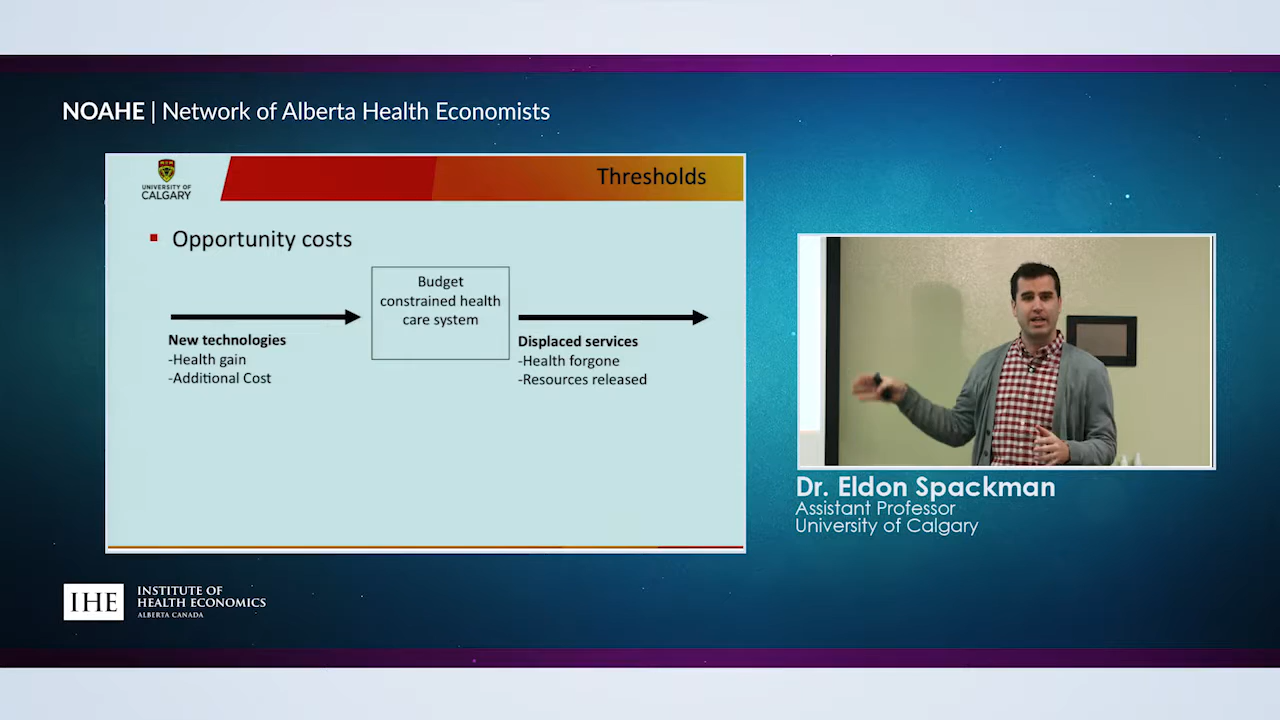 NOAHE | Network of Alberta Health Economists
UNIVERSITY OF
CALGARY
Thresholds
▪ Opportunity costs
Budget
constrained health
care system
New technologies
-Health gain
-Additional Cost
Displaced services
-Health forgone
-Resources released
Dr. Eldon Spackman
Assistant Professor
University of Calgary
IHE
INSTITUTE OF
HEALTH ECONOMICS
ALBERTA CANADA